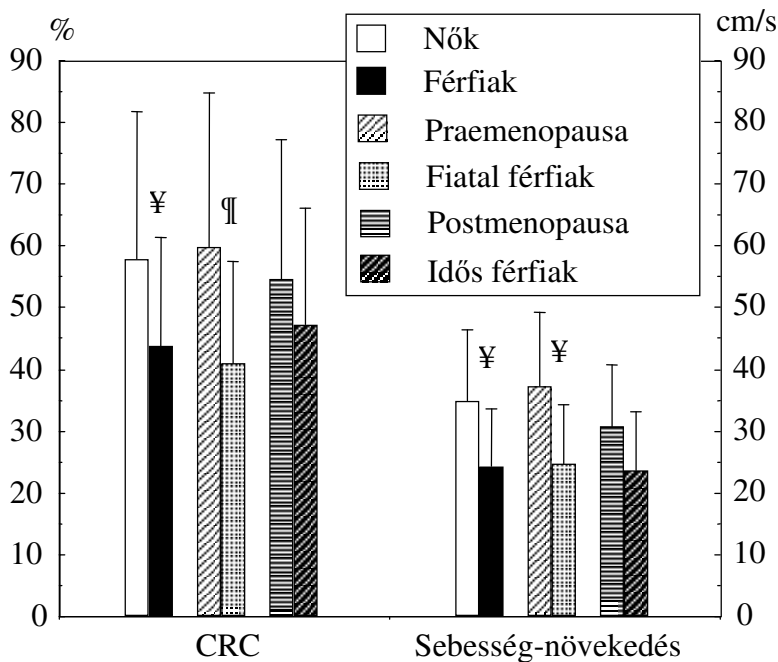 %
cm/s
Nők
Férfiak
Praemenopausa
Fiatal férfiak
Postmenopausa
Idős férfiak
90
80
70
60
50
40
30
20
10
0
90
80
70
60
50
40
30
20
10
0
¥
¶
¥
¥
CRC
Sebesség-növekedés